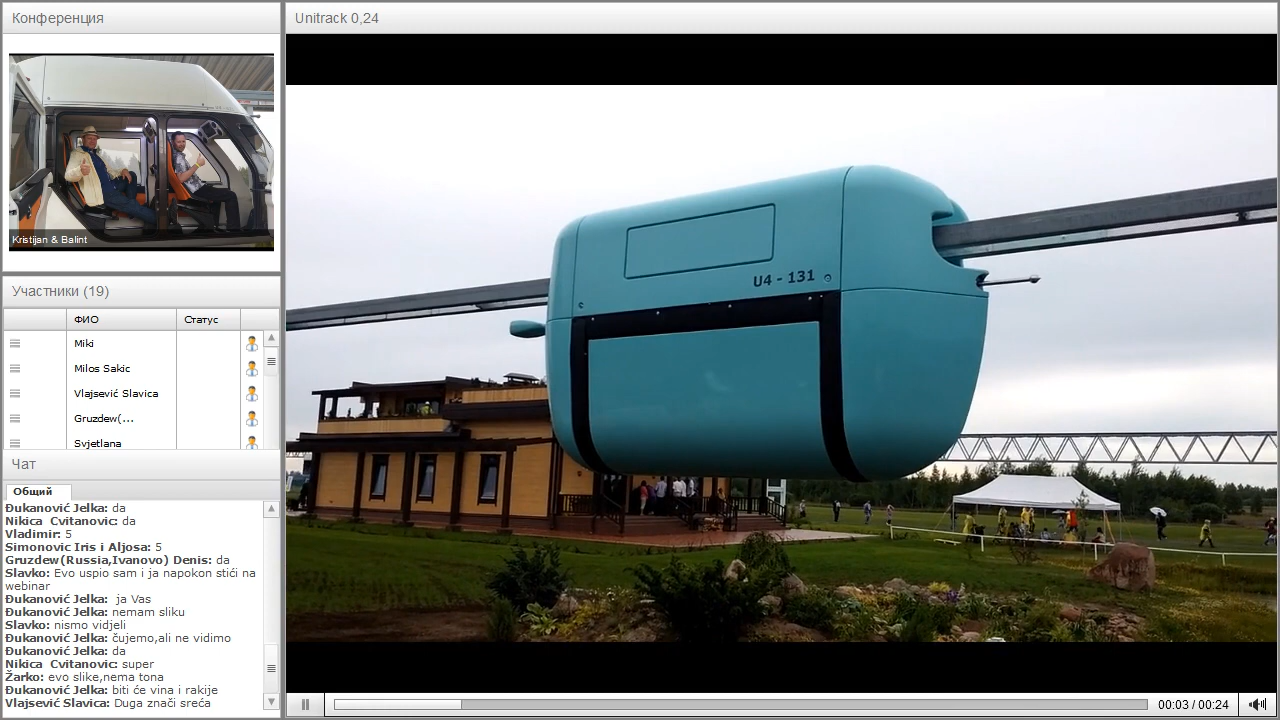 Конференция
Kristijan & Balint
Участники (19)
ФИО Статус
Miki
Milos Sakic
Vlajsević Slavica
Gruzdew(...
Svjetlana
Чат
Общий
Đukanović Jelka: da
Nikica Cvitanovic: da
Vladimir: 5
Simonovic Iris i Aljosa: 5
Gruzdew(Russia,Ivanovo) Denis: da
Slavko: Evo uspio sam i ja napokon stići na
webinar
Đukanović Jelka: ja Vas
Đukanović Jelka: nemam sliku
Slavko: nismo vidjeli
Đukanović Jelka: čujemo,ali ne vidimo
Đukanović Jelka: da
Nikica Cvitanovic: super
Žarko: evo slike,nema tona
Đukanović Jelka: biti će vina i rakije
Vlajsević Slavica: Duga znači sreća
Unitrack 0,24
U4 - 131
00:03 / 00:24